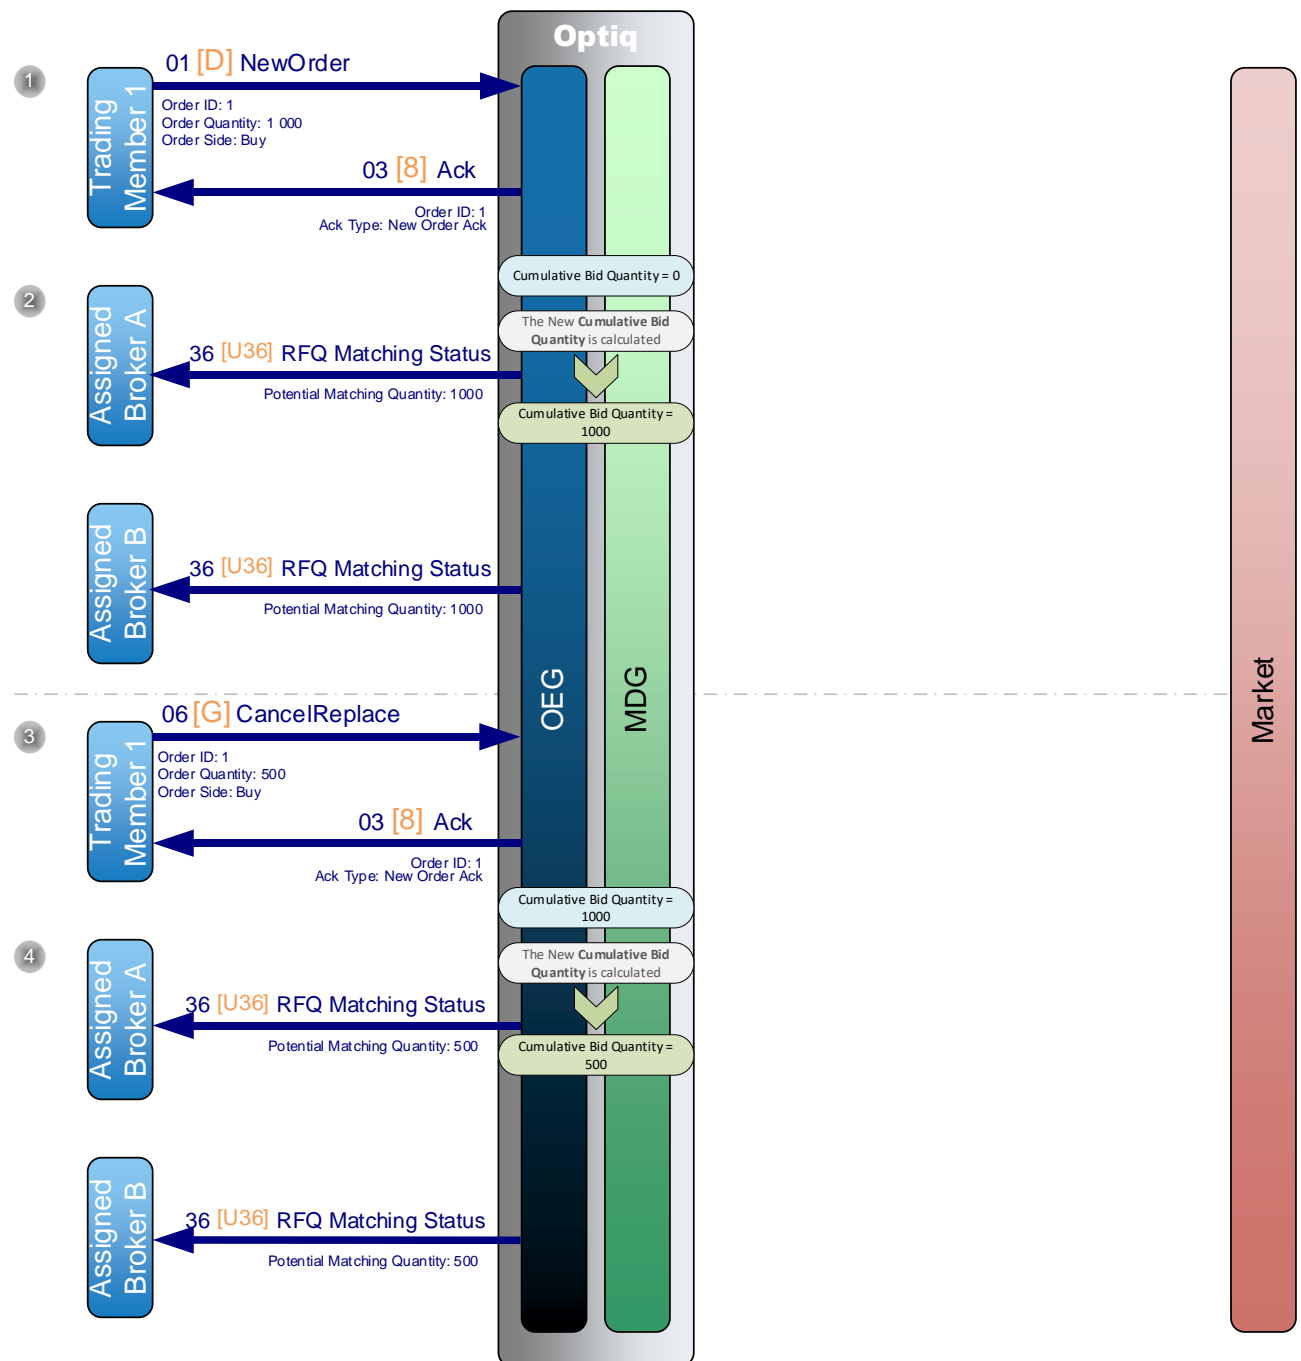 Optiq
1
Trading
Member 1
01 [D] NewOrder
Order ID: 1
Order Quantity: 1 000
Order Side: Buy
03 [8] Ack
Order ID: 1
Ack Type: New Order Ack
Cumulative Bid Quantity = 0
2
Assigned
Broker A
The New Cumulative Bid
Quantity is calculated
36 [U36] RFQ Matching Status
Potential Matching Quantity: 1000
Cumulative Bid Quantity =
1000
Assigned
Broker B
36 [U36] RFQ Matching Status
Potential Matching Quantity: 1000
OEG
MDG
Market
3
Trading
Member 1
06 [G] CancelReplace
Order ID: 1
Order Quantity: 500
Order Side: Buy
03 [8] Ack
Order ID: 1
Ack Type: New Order Ack
Cumulative Bid Quantity =
1000
4
Assigned
Broker A
The New Cumulative Bid
Quantity is calculated
36 [U36] RFQ Matching Status
Potential Matching Quantity: 500
Cumulative Bid Quantity =
500
Assigned
Broker B
36 [U36] RFQ Matching Status
Potential Matching Quantity: 500